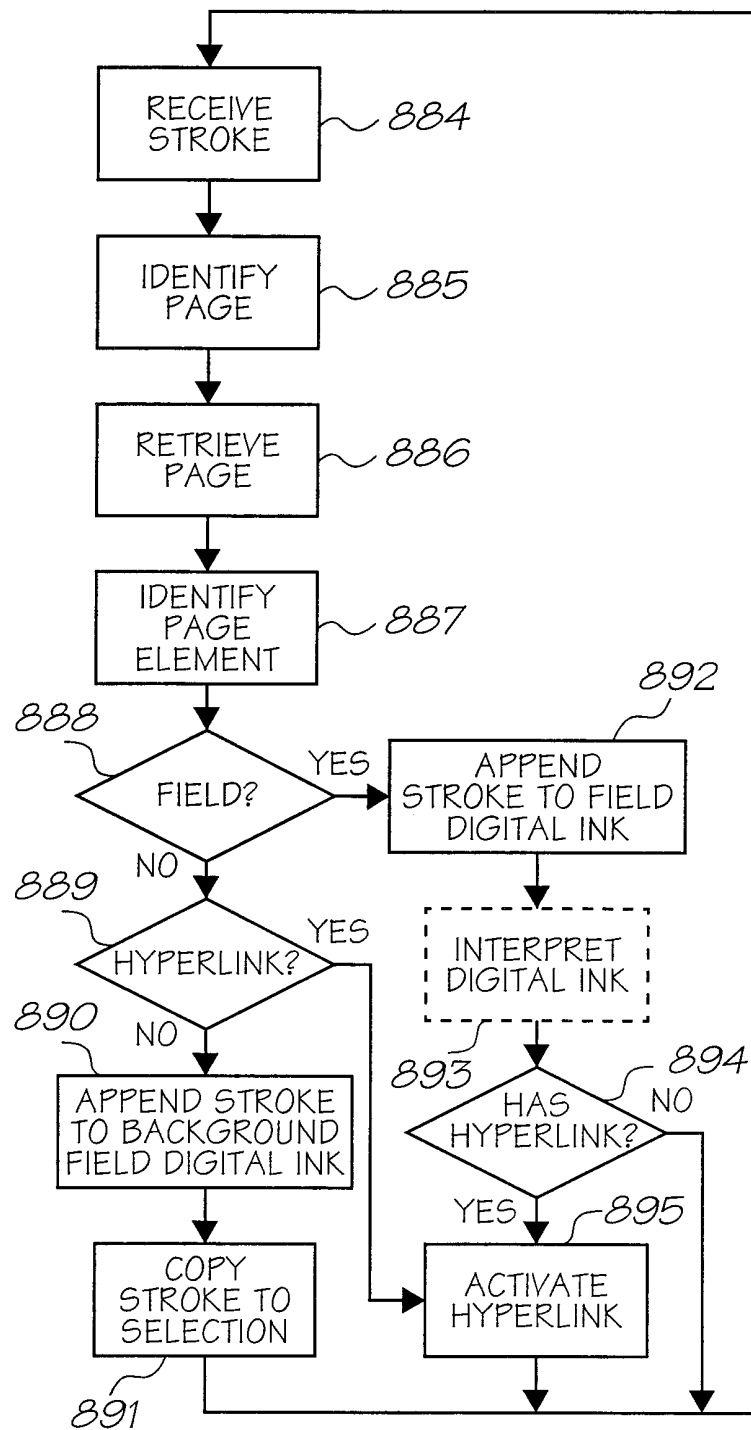 RECEIVE
STROKE
884
IDENTIFY
PAGE
885
RETRIEVE
PAGE
886
IDENTIFY
PAGE
ELEMENT
887
888
FIELD?
YES
NO
892
APPEND
STROKE TO FIELD
DIGITAL INK
889
HYPERLINK?
YES
NO
INTERPRET
DIGITAL INK
893
890
APPEND STROKE
TO BACKGROUND
FIELD DIGITAL INK
894
HAS
HYPERLINK?
NO
YES
COPY
STROKE TO
SELECTION
891
895
ACTIVATE
HYPERLINK